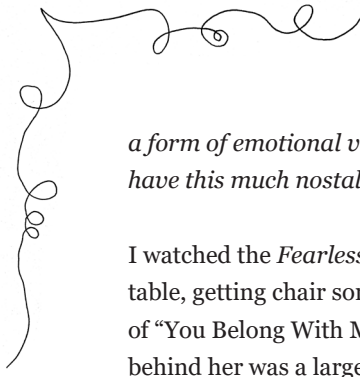 a form of emotional
have this much
I watched the Fearless
table, getting chair
of “You Belong With
behind her was a large